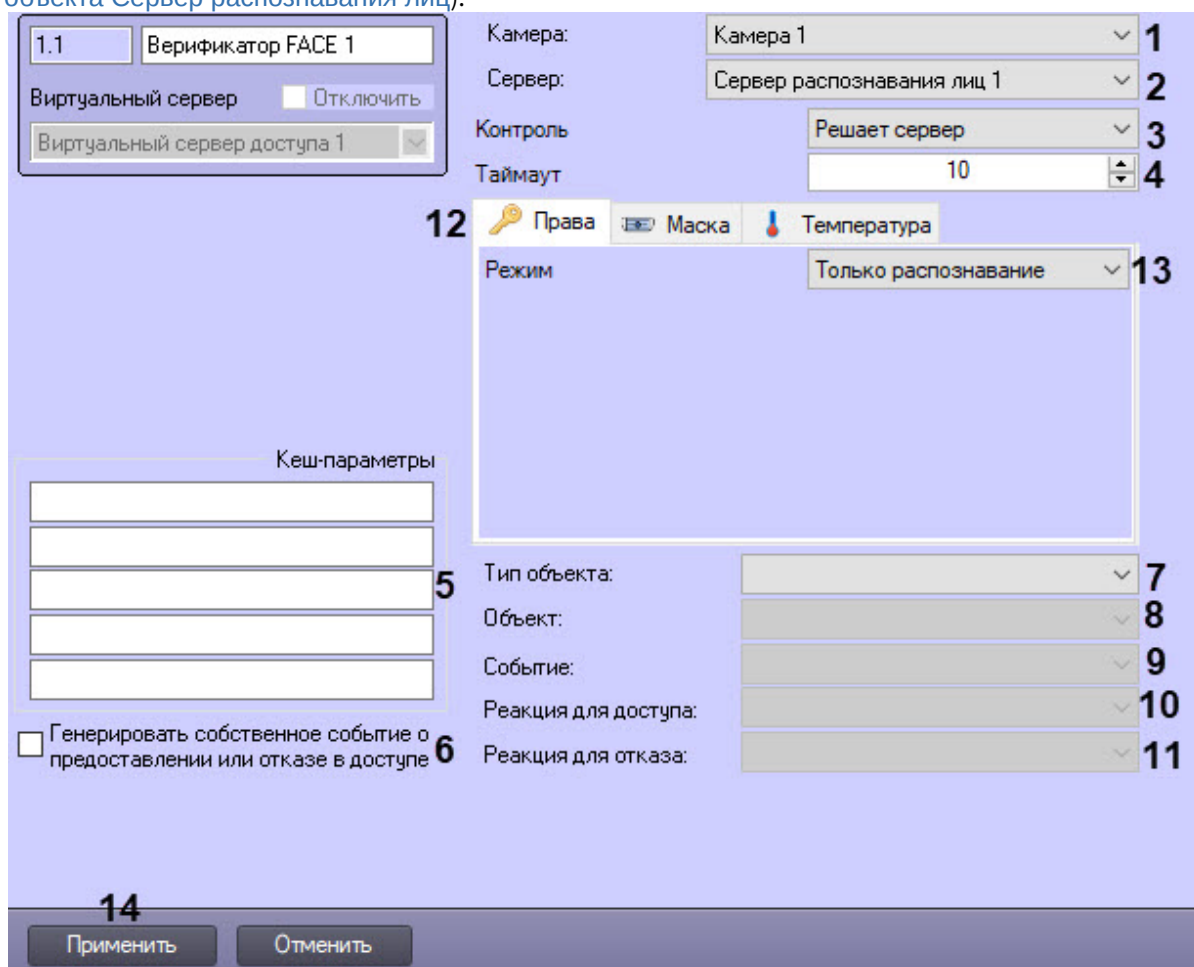 объекта Сервер распознавания лиц).
1.1 Верификатор FACE 1
Виртуальный сервер Отключить
Виртуальный сервер доступа 1
Камера: Камера 1 1
Сервер: Сервер распознавания лиц 1 2
Контроль Решает сервер 3
Таймаут 10 4
12 Права Маска Температура
Режим Только распознавание 13
Кеш-параметры
5
Генерировать собственное событие о
предоставлении или отказе в доступе 6
Тип объекта: 7
Объект: 8
Событие: 9
Реакция для доступа: 10
Реакция для отказа: 11
14
Применить Отменить